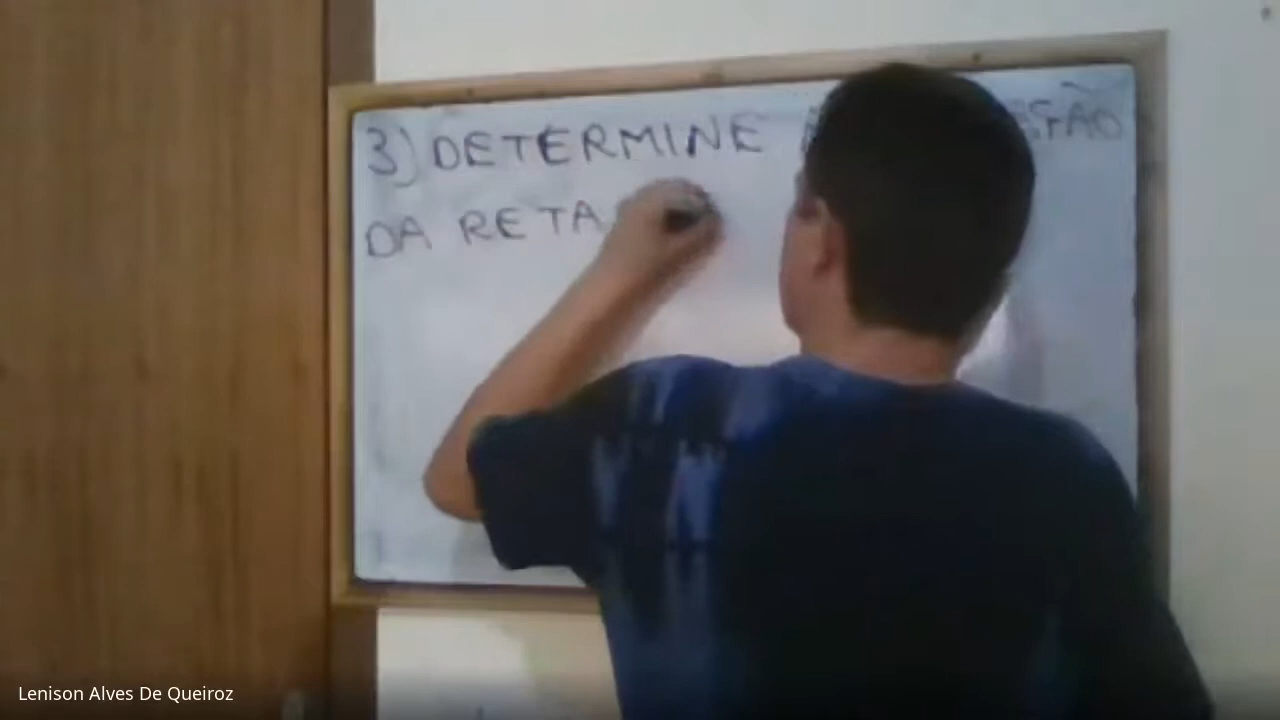 3) DETERMINE
DA RETA
Lenison Alves De Queiroz